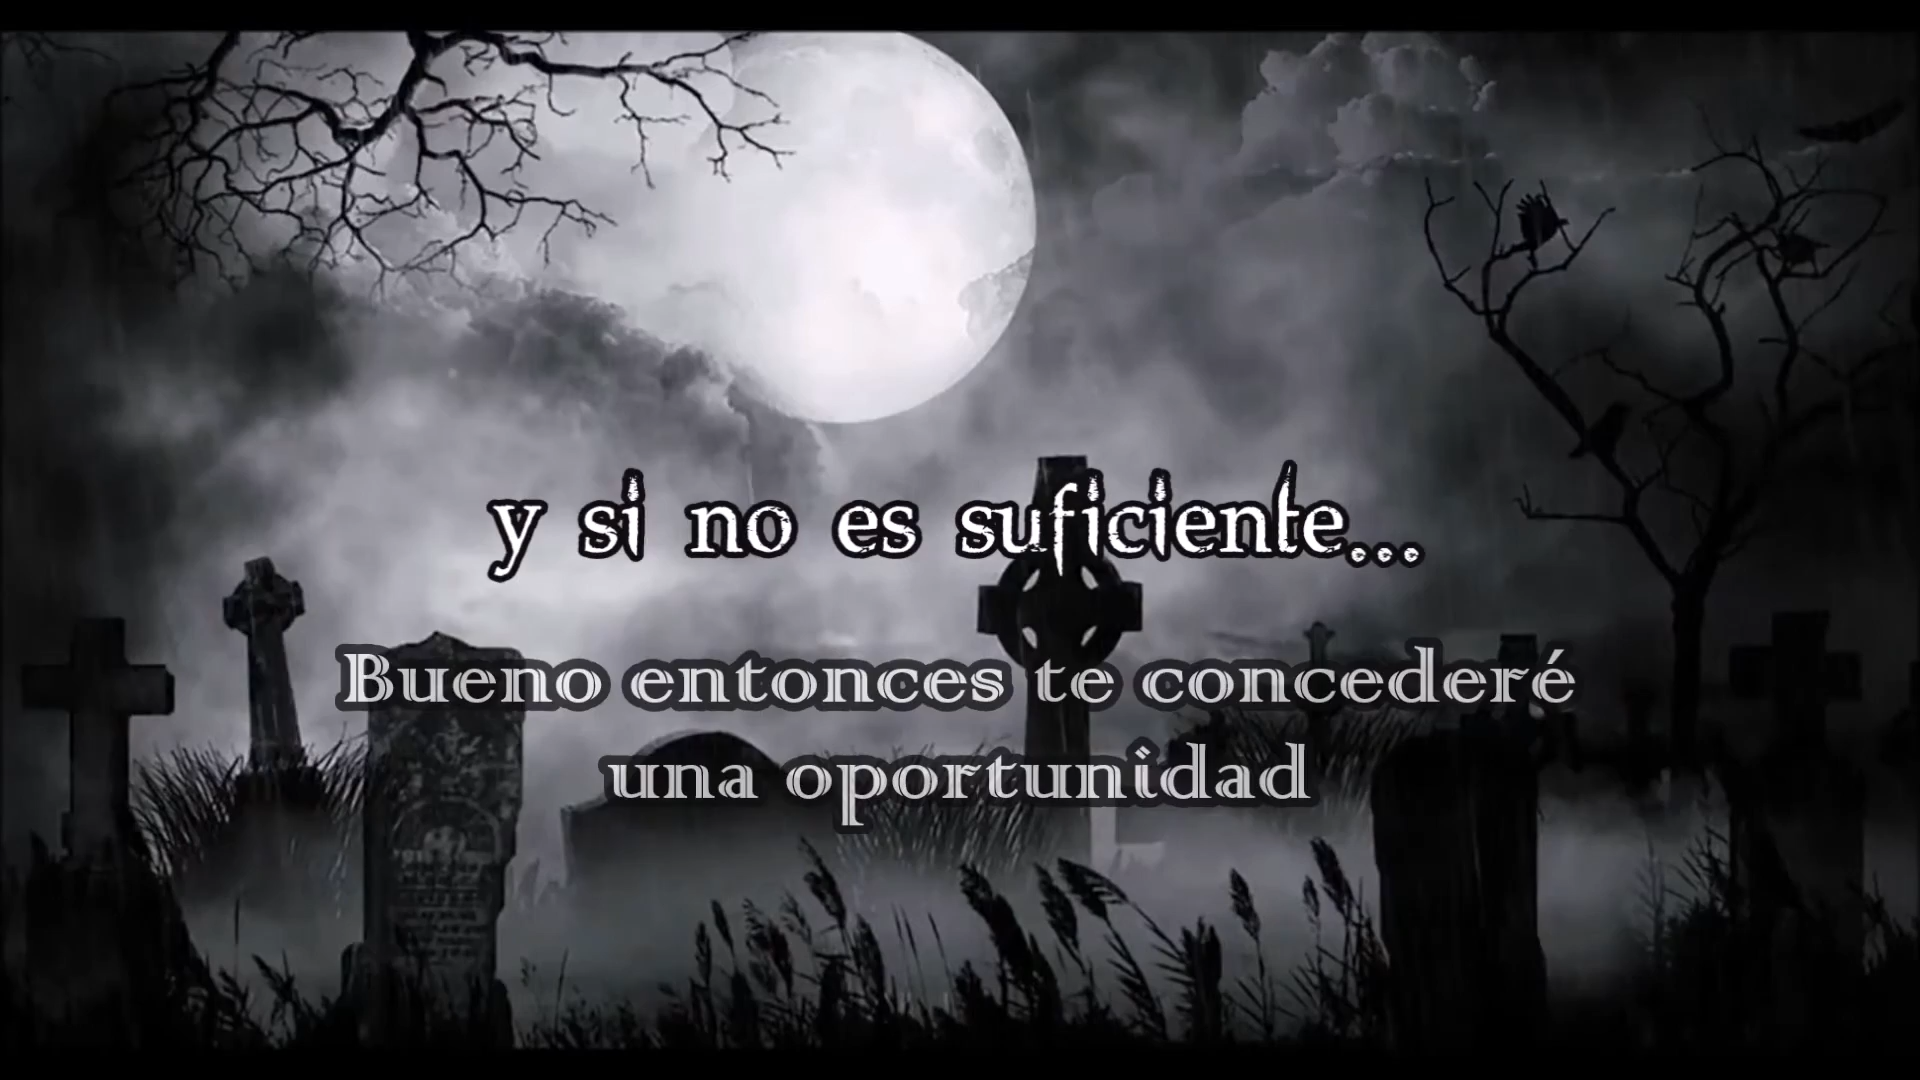 y si no es suficiente...
Bueno entonces te concederé
una oportunidad